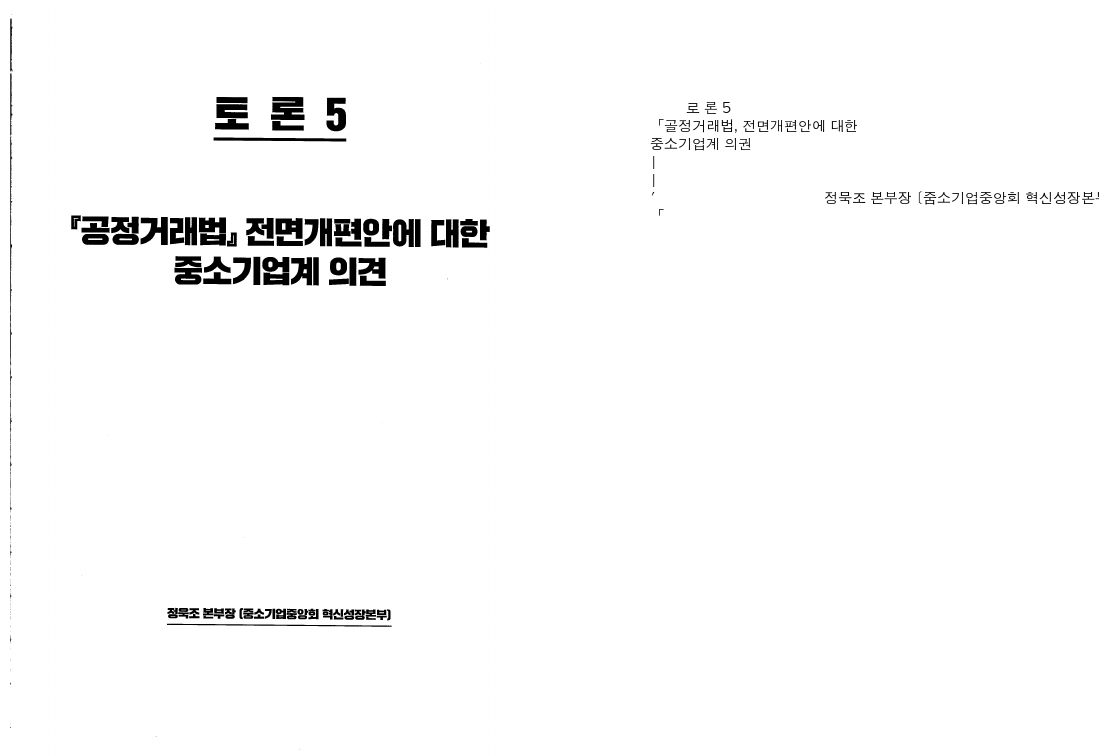 토 론 5
『공정거래법』 전면개편안에 대한
중소기업계 의견
정욱조 본부장 (중소기업중앙회 혁신성장본부)
로 론 5
「골정거래법, 전면개편안에 대한
중소기업계 의권
|
|
′ 정묵조 본부장 〔줌소기업중앙회 혁신성장본부
「